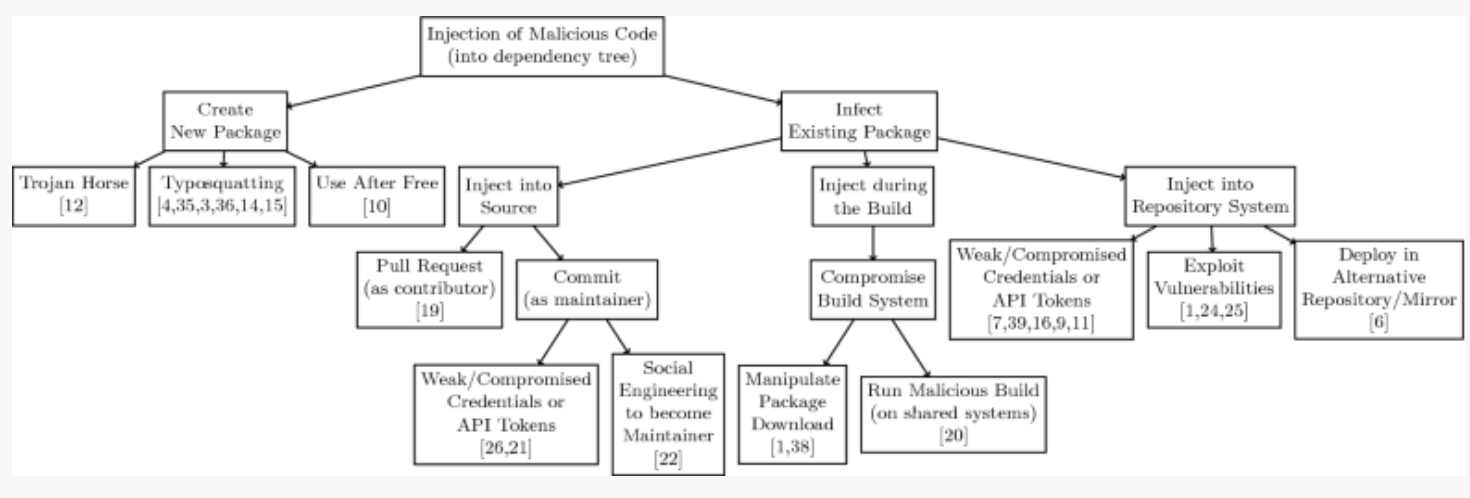 Injection of Malicious Code
(into dependency tree)
Create
New Package
Infect
Existing Package
Trojan Horse
[12]
Typosquatting
[4,35,3,36,14,15]
Use After Free
[10]
Inject into
Source
Inject during
the Build
Inject into
Repository System
Pull Request
(as contributor)
[19]
Commit
(as maintainer)
Compromise
Build System
Weak/Compromised
Credentials or
API Tokens
[7,39,16,9,11]
Exploit
Vulnerabilities
[1,24,25]
Deploy in
Alternative
Repository/Mirror
[6]
Weak/Compromised
Credentials or
API Tokens
[26,21]
Social
Engineering
to become
Maintainer
[22]
Manipulate
Package
Download
[1,38]
Run Malicious Build
(on shared systems)
[20]